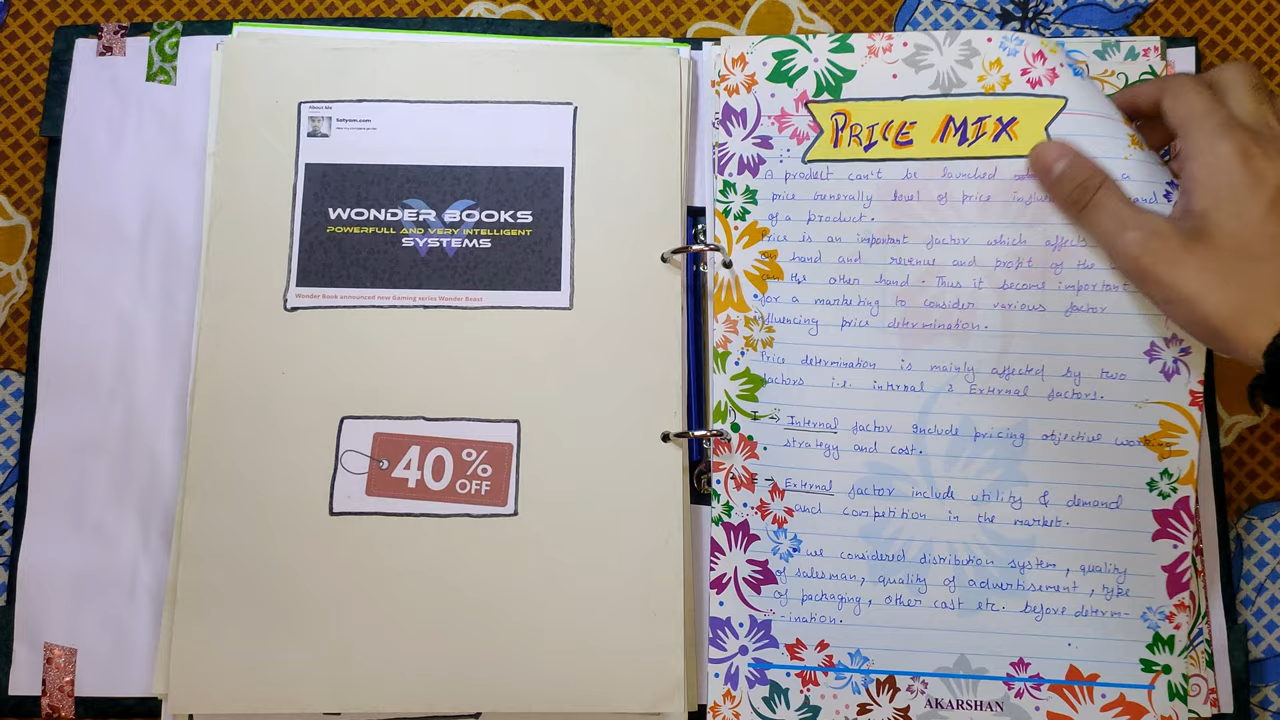 About Me
Satyam.com
WONDER BOOKS
POWERFULL AND VERY INTELLIGENT
SYSTEMS
Wonder Book announced new Gaming series Wonder Beast
40% OFF
PRICE MIX
A product can't be launched a
price Generally level of price
of a product.
Price is an important factor which affects
hand and revenue and profit of the
other hand. Thus it become important
for a marketing to consider various factor
influencing price determination.
Price determination is mainly affected by two
factors i.e. internal & External factors.
I → Internal factor include pricing objective working
strategy and cost.
E → External factor include utility & demand
and competition in the market.
we considered distribution system, quality
of salesman, quality of advertisement, type
of packaging, other cost etc. before determ-
-ination.
AKARSHAN